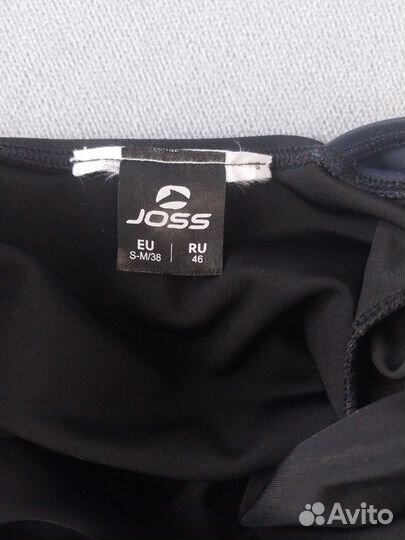 JOSS
EU | RU
S-M/38 | 46
Avito